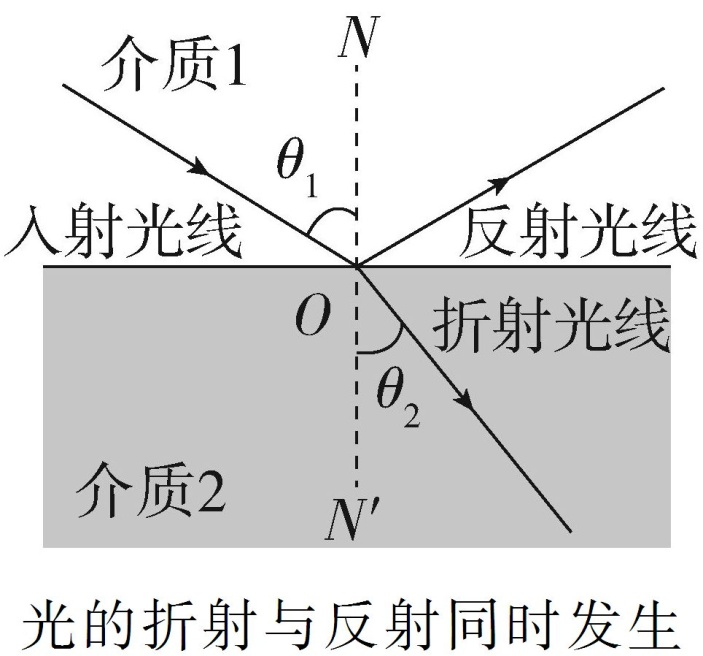 N
介质1
θ₁
入射光线
反射光线
O
折射光线
θ₂
介质2
N′
光的折射与反射同时发生